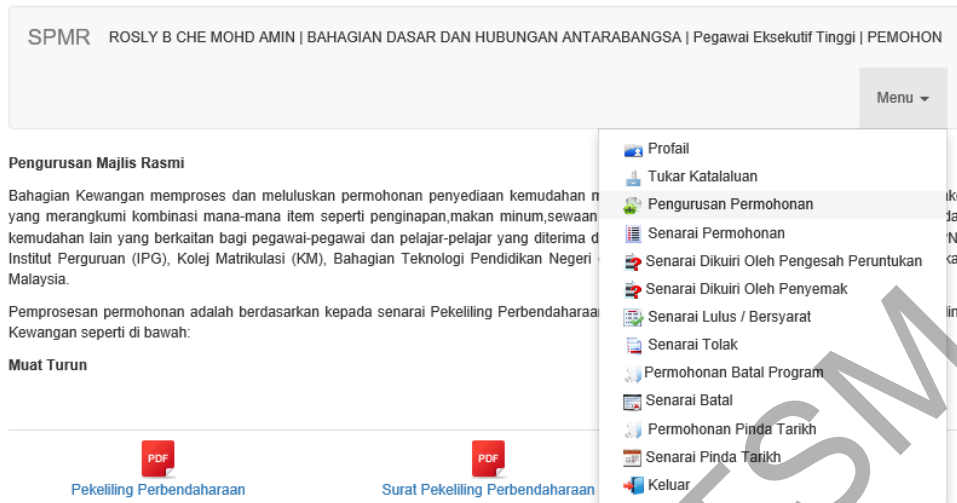 SPMR ROSLY B CHE MOHD AMIN | BAHAGIAN DASAR DAN HUBUNGAN ANTARABANGSA | Pegawai Eksekutif Tinggi | PEMOHON
Menu
Pengurusan Majlis Rasmi
Bahagian Kewangan memproses dan meluluskan permohonan penyediaan kemudahan
yang merangkumi kombinasi mana-mana item seperti penginapan,makan minum,sewaan
kemudahan lain yang berkaitan bagi pegawai-pegawai dan pelajar-pelajar yang diterima
Institut Perguruan (IPG), Kolej Matrikulasi (KM), Bahagian Teknologi Pendidikan Negeri
Malaysia.
Pemprosesan permohonan adalah berdasarkan kepada senarai Pekeliling Perbendaharaan
Kewangan seperti di bawah:
Muat Turun
Profail
Tukar Katalaluan
Pengurusan Permohonan
Senarai Permohonan
Senarai Dikuiri Oleh Pengesah Peruntukan
Senarai Dikuiri Oleh Penyemak
Senarai Lulus / Bersyarat
Senarai Tolak
Permohonan Batal Program
Senarai Batal
Permohonan Pinda Tarikh
Senarai Pinda Tarikh
Keluar
PDF
Pekeliling Perbendaharaan
PDF
Surat Pekeliling Perbendaharaan